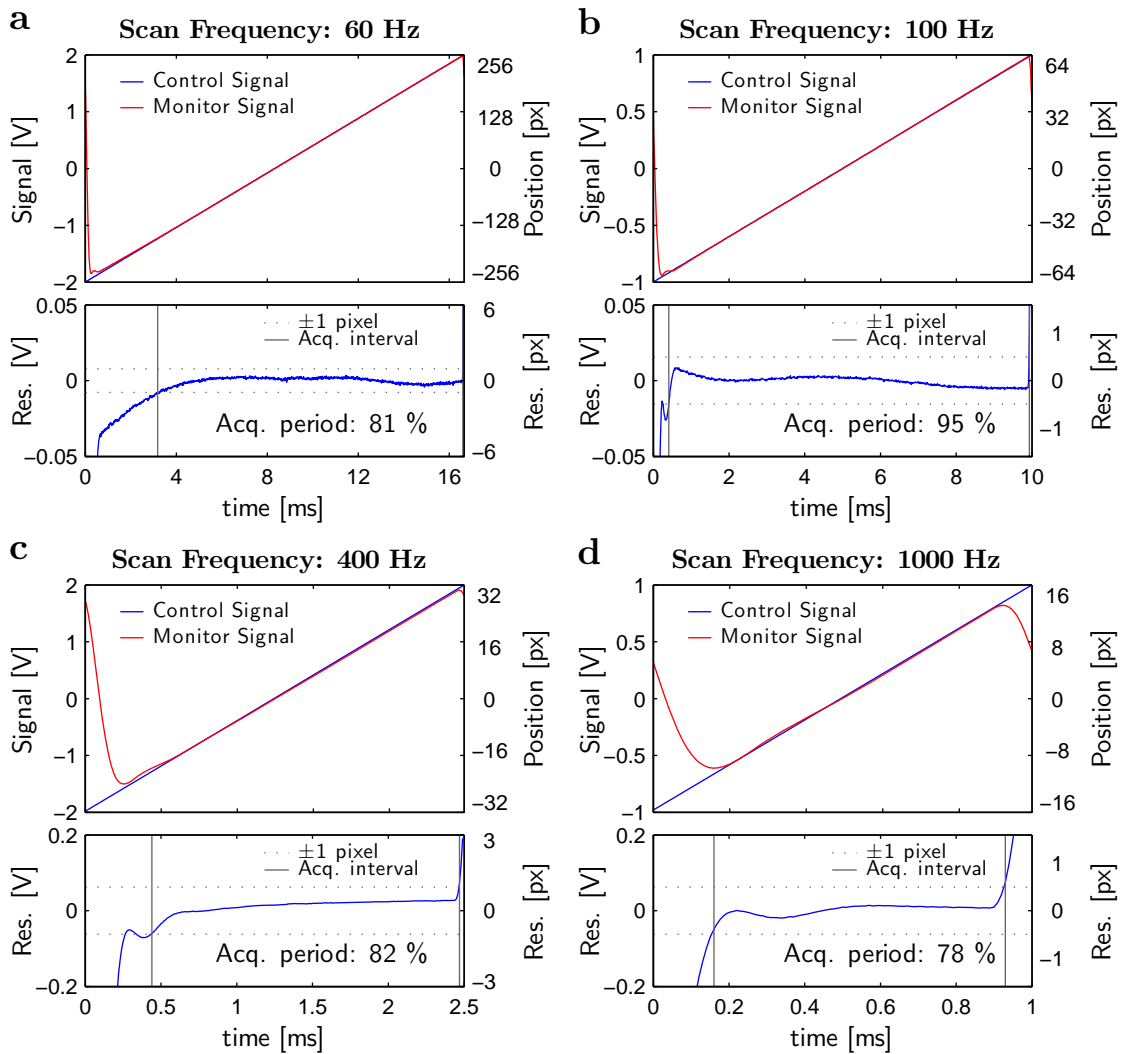 a
Scan Frequency: 60 Hz
2
1
0
−1
−2
Signal [V]
Control Signal
Monitor Signal
256
128
0
−128
−256
Position [px]
0.05
0
−0.05
Res. [V]
±1 pixel
Acq. interval
Acq. period: 81 %
6
0
−6
Res. [px]
0 4 8 12 16
time [ms]
b
Scan Frequency: 100 Hz
1
0.5
0
−0.5
−1
Signal [V]
Control Signal
Monitor Signal
64
32
0
−32
−64
Position [px]
0.05
0
−0.05
Res. [V]
±1 pixel
Acq. interval
Acq. period: 95 %
1
0
−1
Res. [px]
0 2 4 6 8 10
time [ms]
c
Scan Frequency: 400 Hz
2
1
0
−1
−2
Signal [V]
Control Signal
Monitor Signal
32
16
0
−16
−32
Position [px]
0.2
0
−0.2
Res. [V]
±1 pixel
Acq. interval
Acq. period: 82 %
3
0
−3
Res. [px]
0 0.5 1 1.5 2 2.5
time [ms]
d
Scan Frequency: 1000 Hz
1
0.5
0
−0.5
−1
Signal [V]
Control Signal
Monitor Signal
16
8
0
−8
−16
Position [px]
0.2
0
−0.2
Res. [V]
±1 pixel
Acq. interval
Acq. period: 78 %
1
0
−1
Res. [px]
0 0.2 0.4 0.6 0.8 1
time [ms]